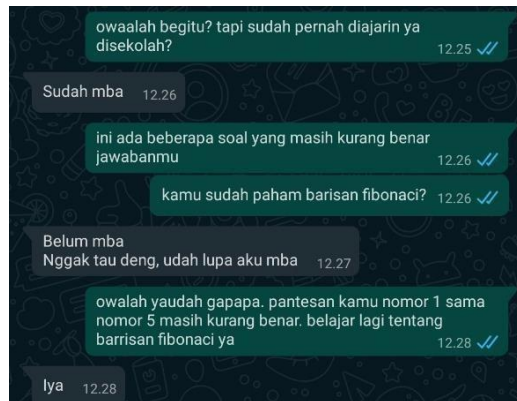 owaalah begitu? tapi sudah pernah diajarin ya
disekolah?
12.25
Sudah mba 12.26
ini ada beberapa soal yang masih kurang benar
jawabanmu
12.26
kamu sudah paham barisan fibonaci? 12.26
Belum mba
Nggak tau deng, udah lupa aku mba 12.27
owalah yaudah gapapa. pantesan kamu nomor 1 sama
nomor 5 masih kurang benar. belajar lagi tentang
barrisan fibonaci ya
12.28
Iya 12.28